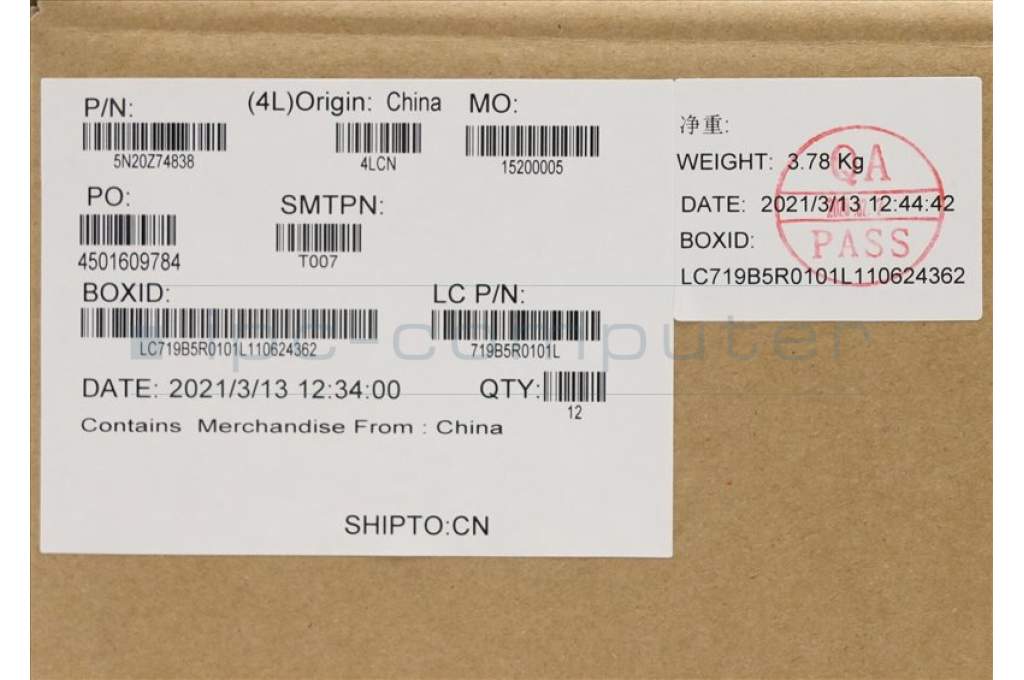 P/N: (4L)Origin: China MO:
5N20Z74838 4LCN 15200005
PO: SMTPN:
4501609784 T007
BOXID: LC P/N:
LC719B5R0101L110624362 719B5R0101L
DATE: 2021/3/13 12:34:00 QTY:
12
Contains Merchandise From : China
SHIPTO:CN
净重:
WEIGHT: 3.78 Kg
DATE: 2021/3/13 12:44:42
BOXID:
LC719B5R0101L110624362
QA
PASS
ipc-computer